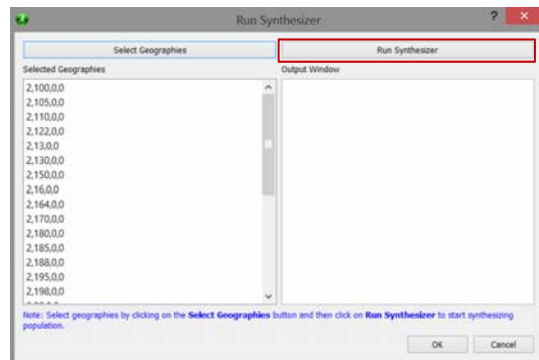 Run Synthesizer
?
Select Geographies
Run Synthesizer
Selected Geographies
Output Window
2,100,0,0
2,105,0,0
2,110,0,0
2,122,0,0
2,13,0,0
2,130,0,0
2,150,0,0
2,16,0,0
2,164,0,0
2,170,0,0
2,180,0,0
2,185,0,0
2,188,0,0
2,195,0,0
2,198,0,0
Note: Select geographies by clicking on the Select Geographies button and then click on Run Synthesizer to start synthesizing
population.
OK
Cancel